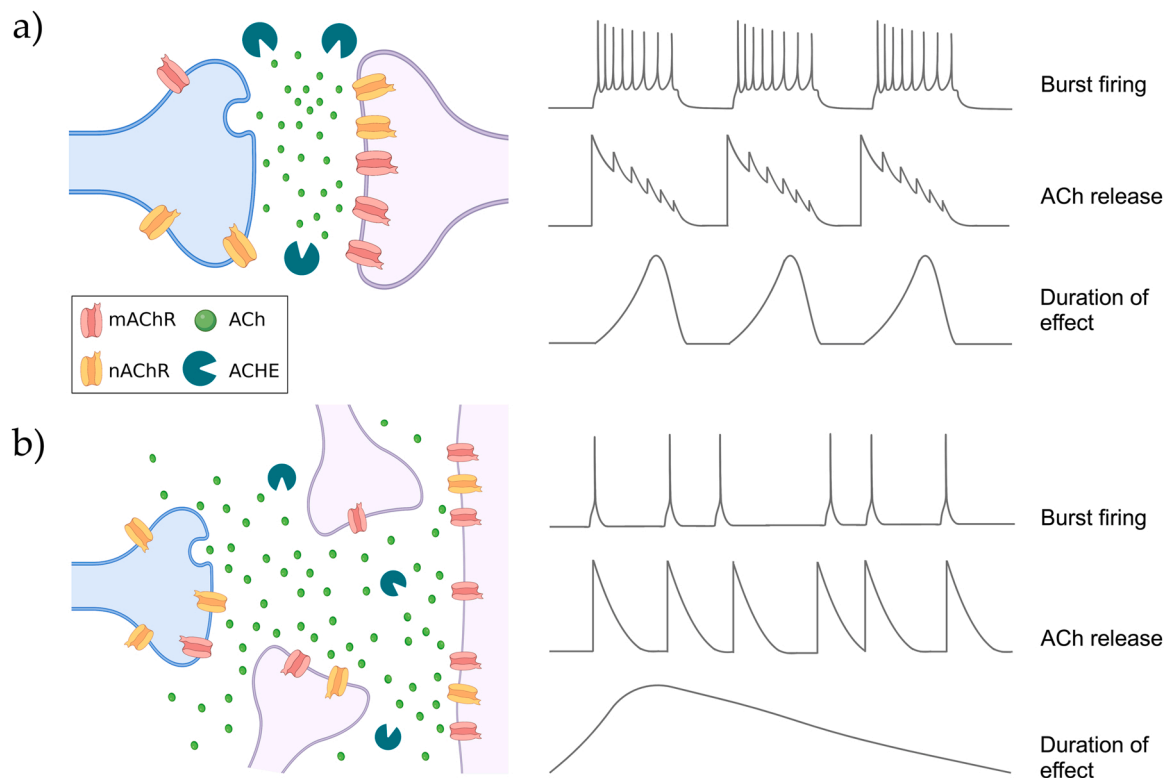 a)
Burst firing
ACh release
Duration of
effect
mAChR ACh
nAChR ACHE
b)
Burst firing
ACh release
Duration of
effect